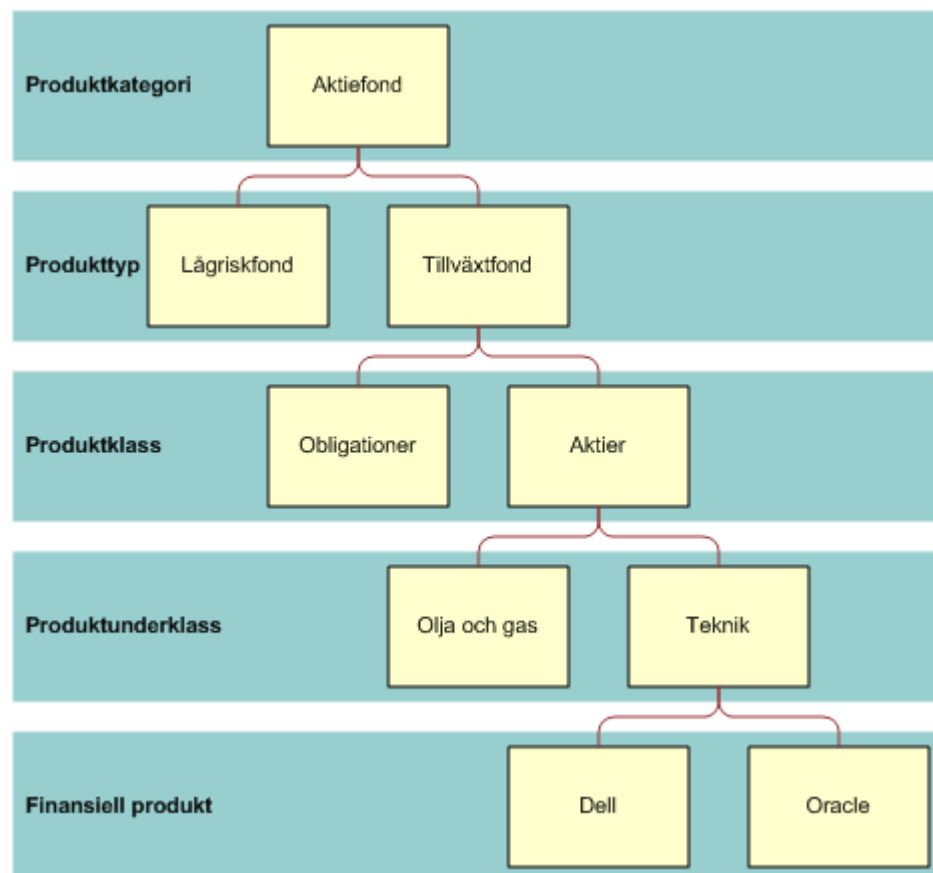 Produktkategori
Aktiefond
Produkttyp
Lågriskfond
Tillväxtfond
Produktklass
Obligationer
Aktier
Produktunderklass
Olja och gas
Teknik
Finansiell produkt
Dell
Oracle